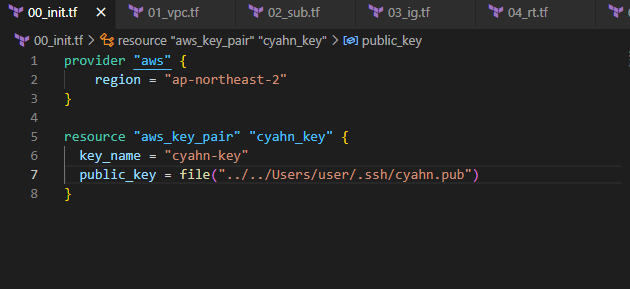 00_init.tf × 01_vpc.tf 02_sub.tf 03_ig.tf 04_rt.tf
00_init.tf > resource "aws_key_pair" "cyahn_key" > public_key
1 provider "aws" {
2     region = "ap-northeast-2"
3 }
4
5 resource "aws_key_pair" "cyahn_key" {
6   key_name = "cyahn-key"
7   public_key = file("../../Users/user/.ssh/cyahn.pub")
8 }